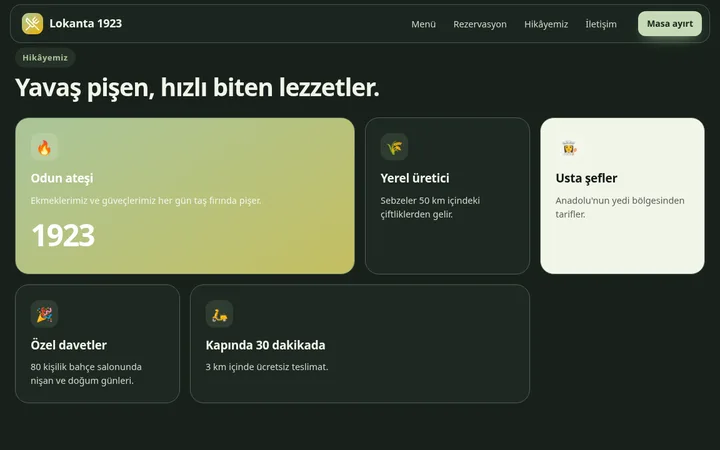 Lokanta 1923
Menü
Rezervasyon
Hikâyemiz
İletişim
Masa ayırt
Hikâyemiz
Yavaş pişen, hızlı biten lezzetler.
Odun ateşi
Ekmeklerimiz ve güveçlerimiz her gün taş fırında pişer.
1923
Yerel üretici
Sebzeler 50 km içindeki
çiftliklerden gelir.
Usta şefler
Anadolu'nun yedi bölgesinden
tarifler.
Özel davetler
80 kişilik bahçe salonunda
nişan ve doğum günleri.
Kapında 30 dakikada
3 km içinde ücretsiz teslimat.